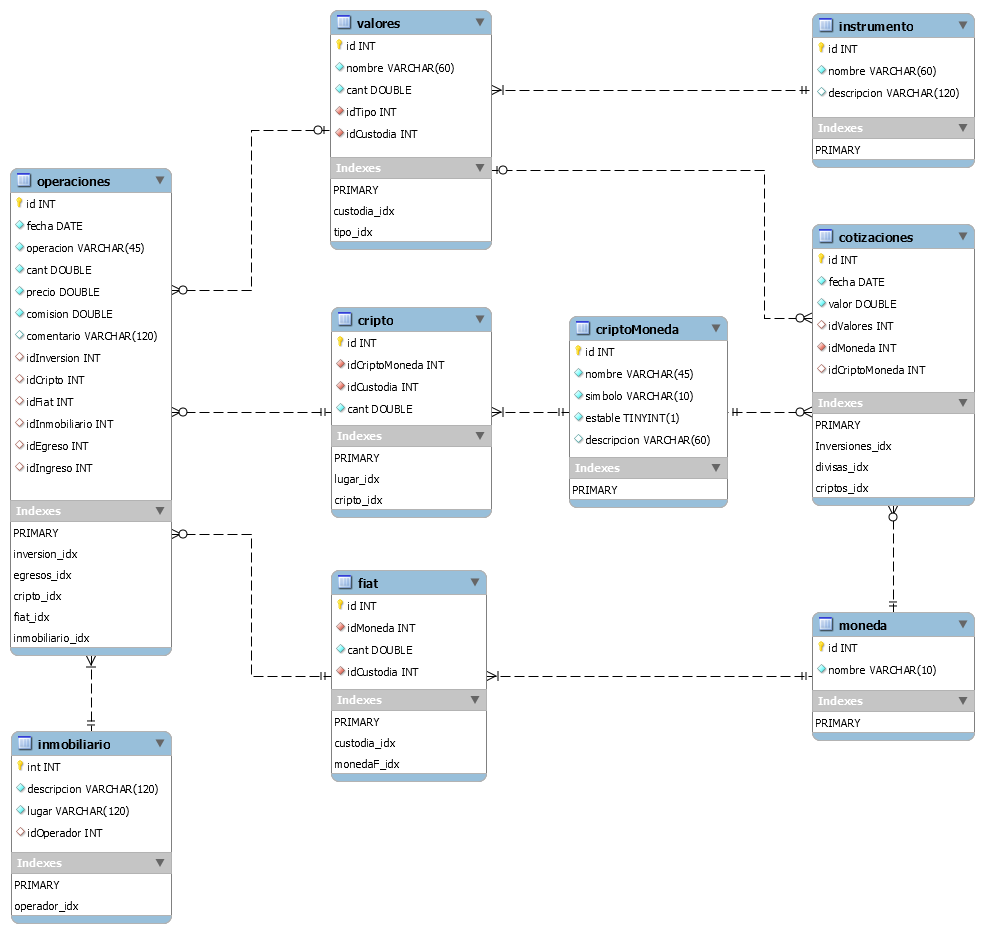 valores
id INT
nombre VARCHAR(60)
cant DOUBLE
idTipo INT
idCustodia INT
Indexes
PRIMARY
custodia_idx
tipo_idx
instrumento
id INT
nombre VARCHAR(60)
descripcion VARCHAR(120)
Indexes
PRIMARY
operaciones
id INT
fecha DATE
operacion VARCHAR(45)
cant DOUBLE
precio DOUBLE
comision DOUBLE
comentario VARCHAR(120)
idInversion INT
idCripto INT
idFiat INT
idInmobiliario INT
idEgreso INT
idIngreso INT
Indexes
PRIMARY
inversion_idx
egresos_idx
cripto_idx
fiat_idx
inmobiliario_idx
cripto
id INT
idCriptoMoneda INT
idCustodia INT
cant DOUBLE
Indexes
PRIMARY
lugar_idx
cripto_idx
criptoMoneda
id INT
nombre VARCHAR(45)
simbolo VARCHAR(10)
estable TINYINT(1)
descripcion VARCHAR(60)
Indexes
PRIMARY
cotizaciones
id INT
fecha DATE
valor DOUBLE
idValores INT
idMoneda INT
idCriptoMoneda INT
Indexes
PRIMARY
Inversiones_idx
divisas_idx
criptos_idx
fiat
id INT
idMoneda INT
cant DOUBLE
idCustodia INT
Indexes
PRIMARY
custodia_idx
monedaF_idx
moneda
id INT
nombre VARCHAR(10)
Indexes
PRIMARY
inmobiliario
int INT
descripcion VARCHAR(120)
lugar VARCHAR(120)
idOperador INT
Indexes
PRIMARY
operador_idx